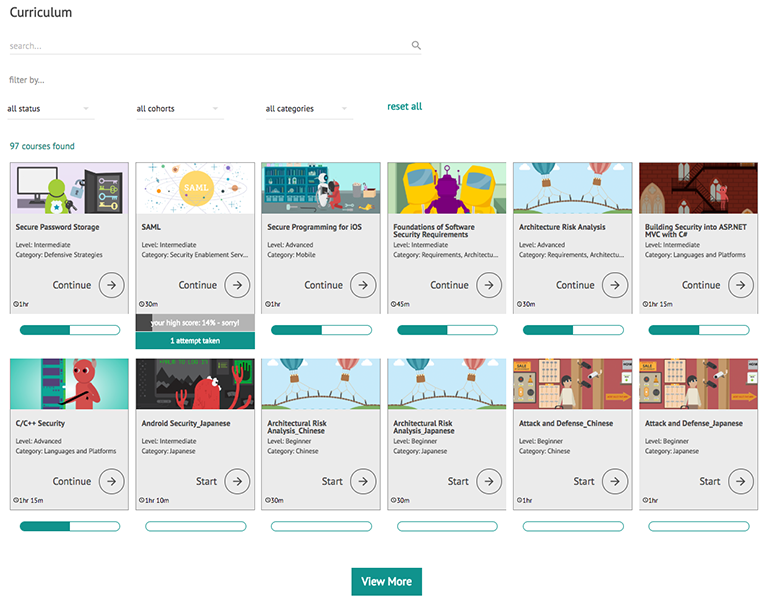 Curriculum
search...
filter by...
all status
all cohorts
all categories
reset all
97 courses found
SAML
Secure Password Storage
Level: Intermediate
Category: Defensive Strategies
Continue
1hr
SAML
Level: Intermediate
Category: Security Enablement Serv...
Continue
30m
your high score: 14% - sorry!
1 attempt taken
Secure Programming for iOS
Level: Advanced
Category: Mobile
Continue
1hr
Foundations of Software
Security Requirements
Level: Intermediate
Category: Requirements, Architectu...
Continue
45m
Architecture Risk Analysis
Level: Advanced
Category: Requirements, Architectu...
Continue
30m
Building Security into ASP.NET
MVC with C#
Level: Intermediate
Category: Languages and Platforms
Continue
1hr 15m
C/C++ Security
Level: Advanced
Category: Languages and Platforms
Continue
1hr 15m
Android Security_Japanese
Level: Intermediate
Category: Japanese
Start
1hr 10m
Architectural Risk
Analysis_Chinese
Level: Beginner
Category: Chinese
Start
30m
Architectural Risk
Analysis_Japanese
Level: Beginner
Category: Japanese
Start
30m
SALE
Attack and Defense_Chinese
Level: Beginner
Category: Chinese
Start
1hr
SALE
Attack and Defense_Japanese
Level: Beginner
Category: Japanese
Start
1hr
View More